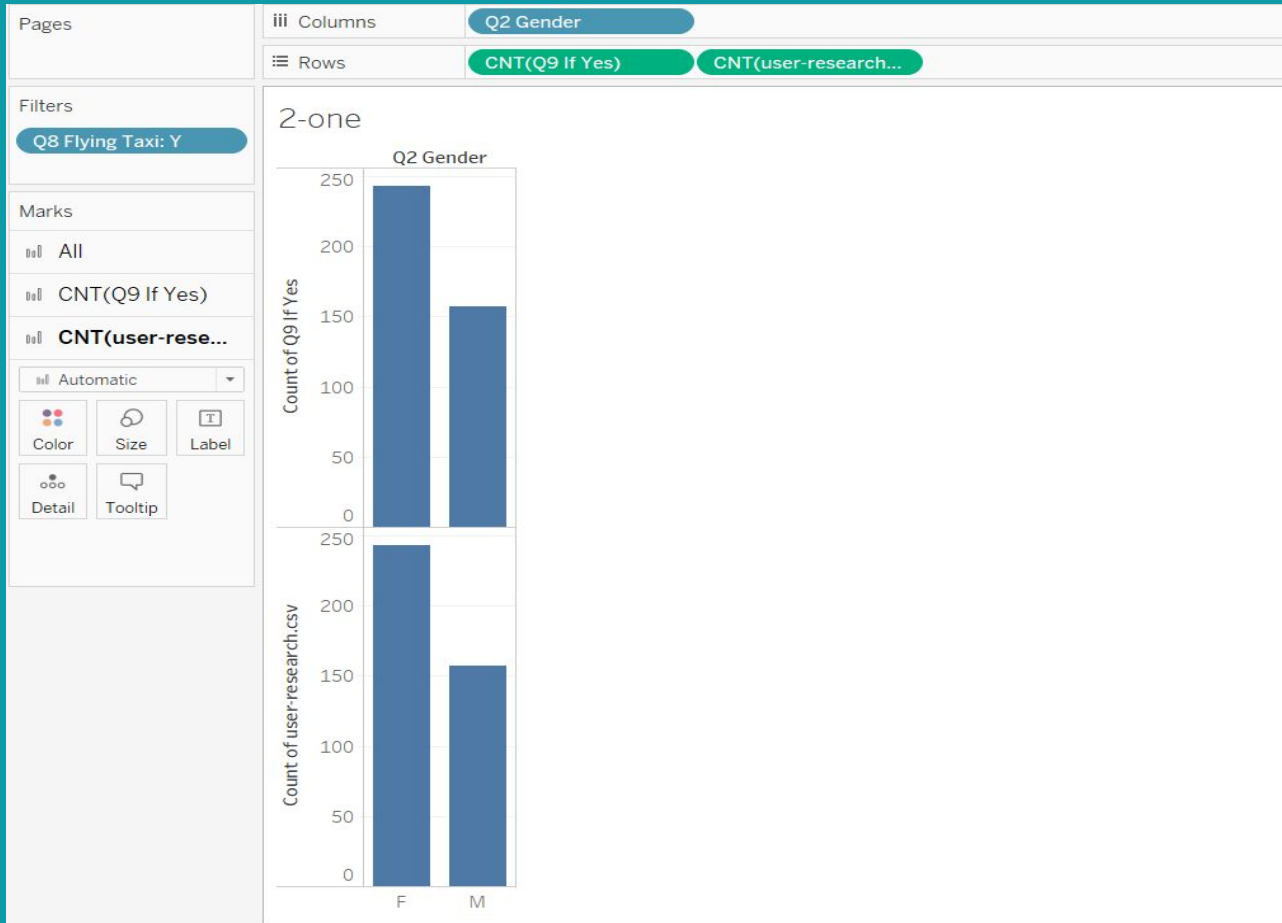 Pages
Columns
Q2 Gender
Rows
CNT(Q9 If Yes)
CNT(user-research...
Filters
Q8 Flying Taxi: Y
Marks
All
CNT(Q9 If Yes)
CNT(user-rese...
Automatic
Color
Size
Label
Detail
Tooltip
2-one
Q2 Gender
Count of Q9 If Yes
250
200
150
100
50
0
Count of user-research.csv
250
200
150
100
50
0
F
M